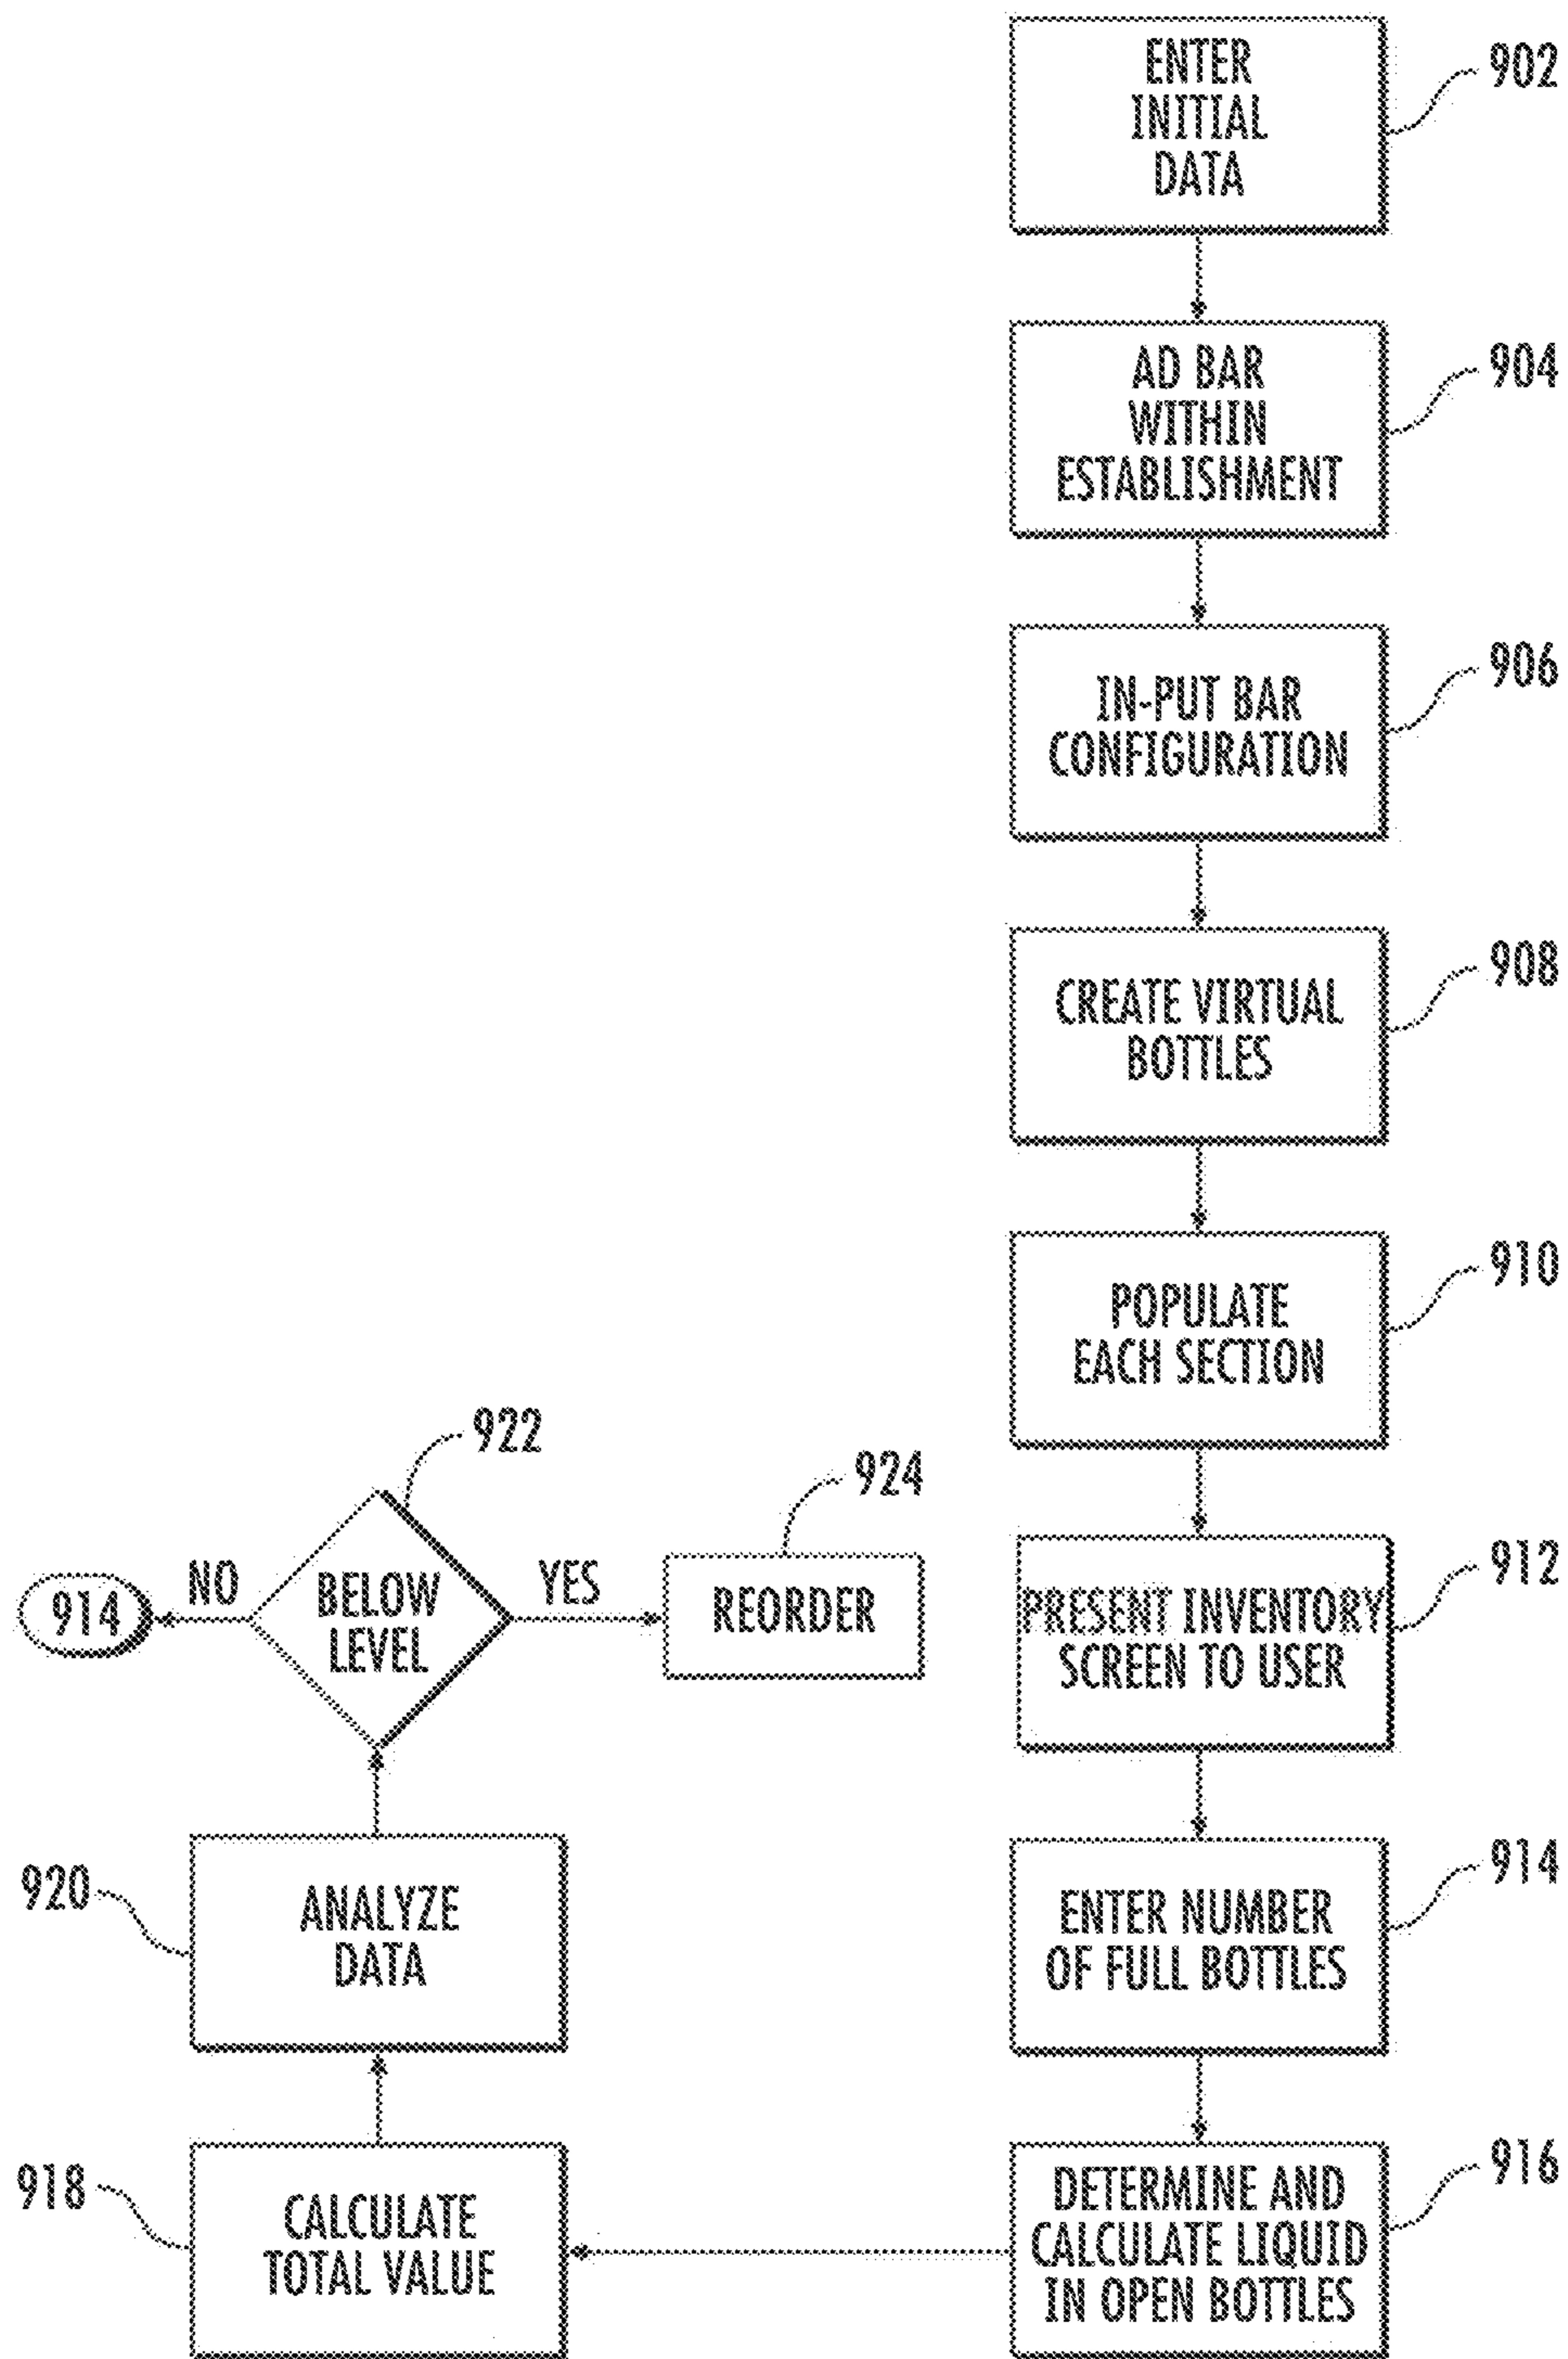 ENTER
INITIAL
DATA
902
AD BAR
WITHIN
ESTABLISHMENT
904
IN-PUT BAR
CONFIGURATION
906
CREATE VIRTUAL
BOTTLES
908
POPULATE
EACH SECTION
910
PRESENT INVENTORY
SCREEN TO USER
912
ENTER NUMBER
OF FULL BOTTLES
914
DETERMINE AND
CALCULATE LIQUID
IN OPEN BOTTLES
916
CALCULATE
TOTAL VALUE
918
ANALYZE
DATA
920
BELOW
LEVEL
922
NO
914
YES
REORDER
924